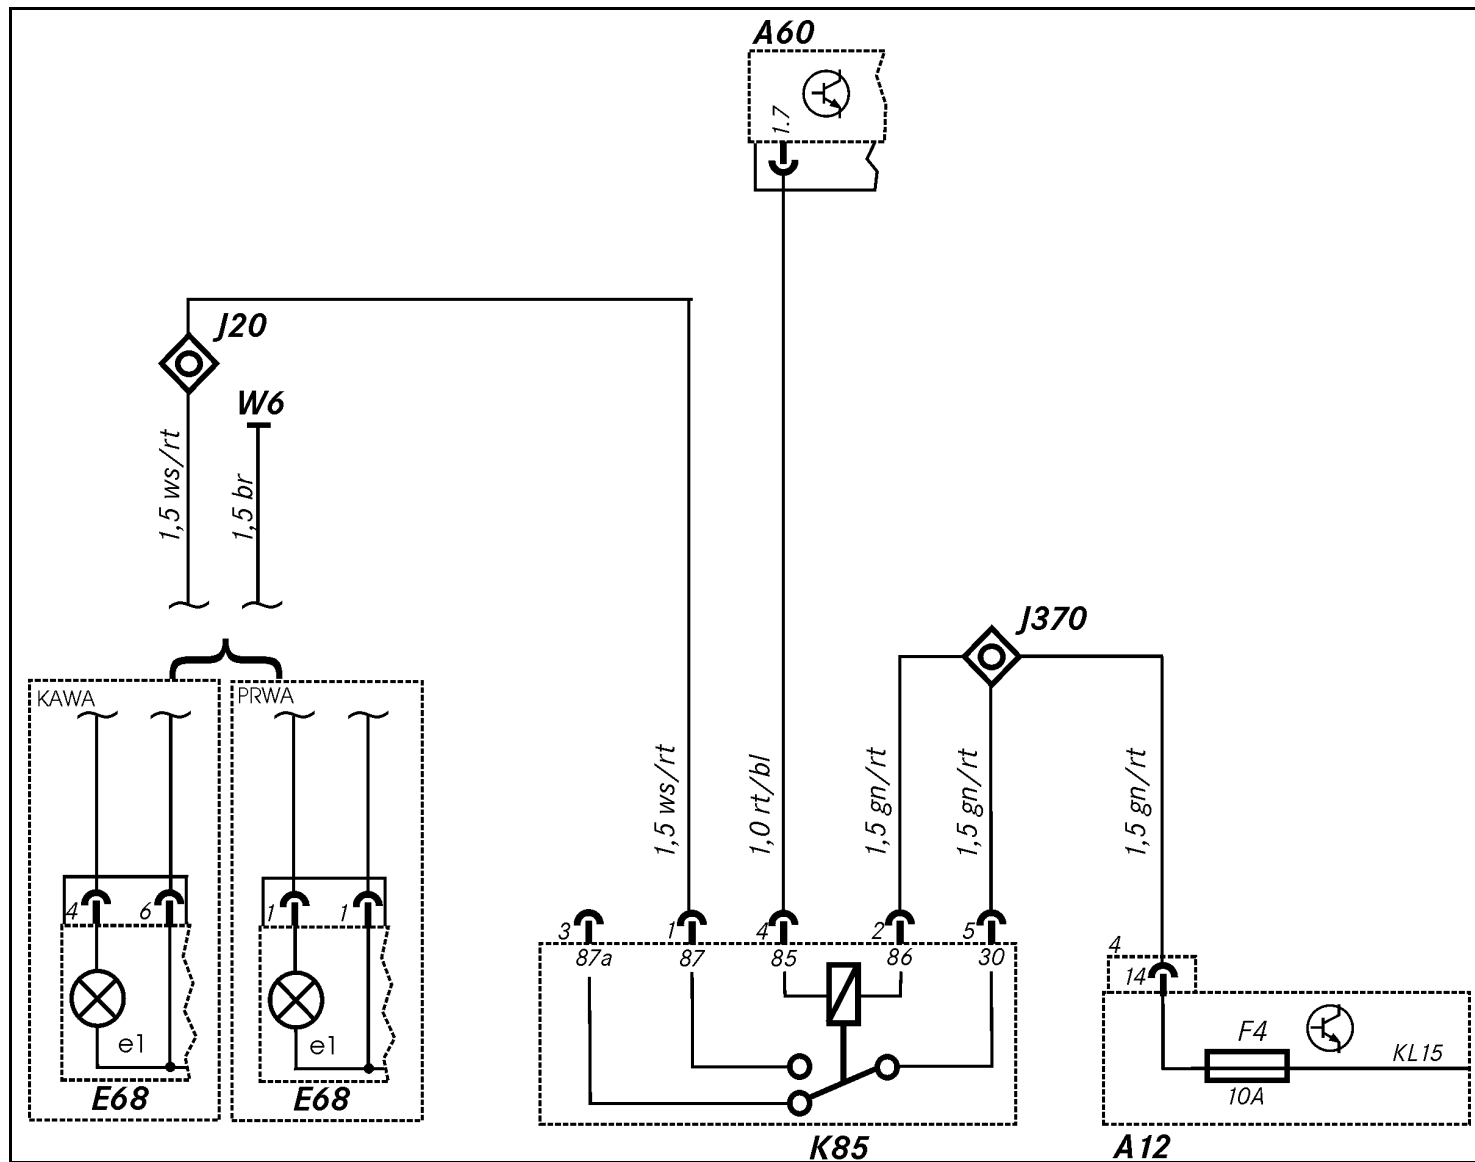 A60
1.7
J20
W6
1,5 ws/rt
1,5 br
J370
KAWA
PRWA
1,5 ws/rt
1,0 rt/bl
1,5 gn/rt
1,5 gn/rt
1,5 gn/rt
4 6
1 1
3 1 4 2 5
87a 87 85 86 30
4
14
e1
e1
F4
KL15
10A
E68
E68
K85
A12